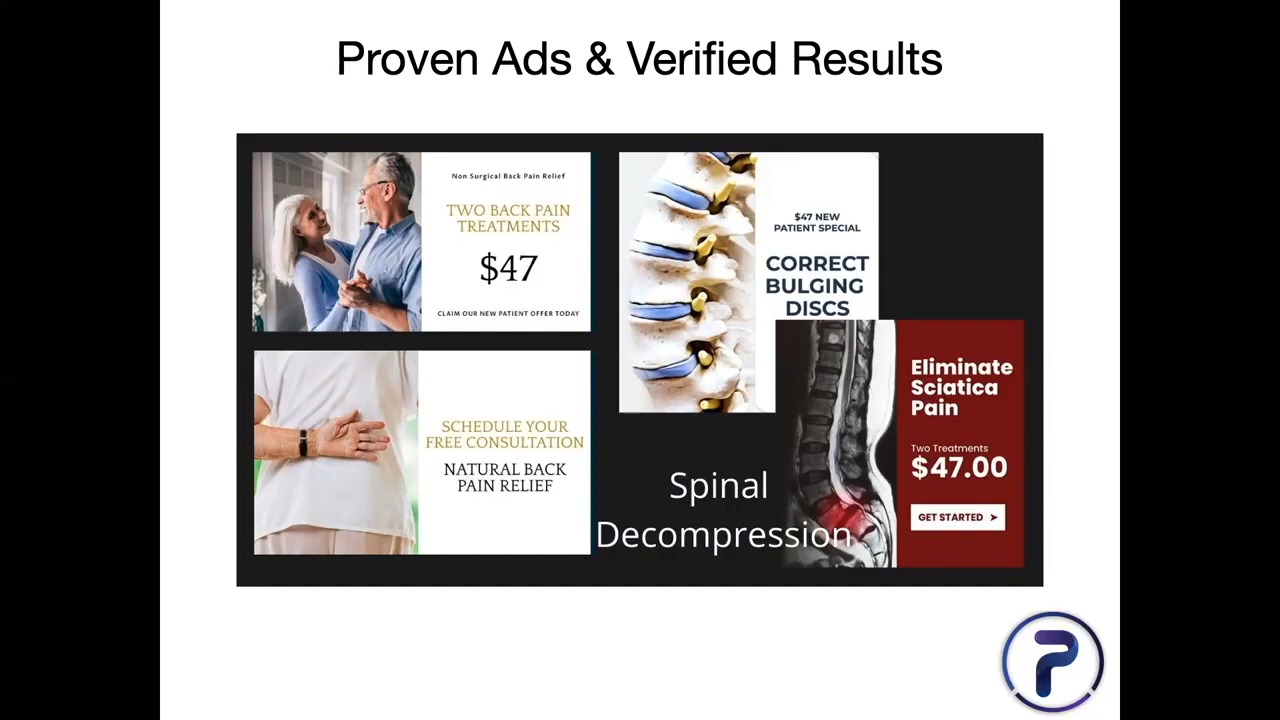 Proven Ads & Verified Results
Non Surgical Back Pain Relief
TWO BACK PAIN
TREATMENTS
$47
CLAIM OUR NEW PATIENT OFFER TODAY
SCHEDULE YOUR
FREE CONSULTATION
NATURAL BACK
PAIN RELIEF
$47 NEW
PATIENT SPECIAL
CORRECT
BULGING
DISCS
Eliminate
Sciatica
Pain
Two Treatments
$47.00
GET STARTED
Spinal
Decompression
P